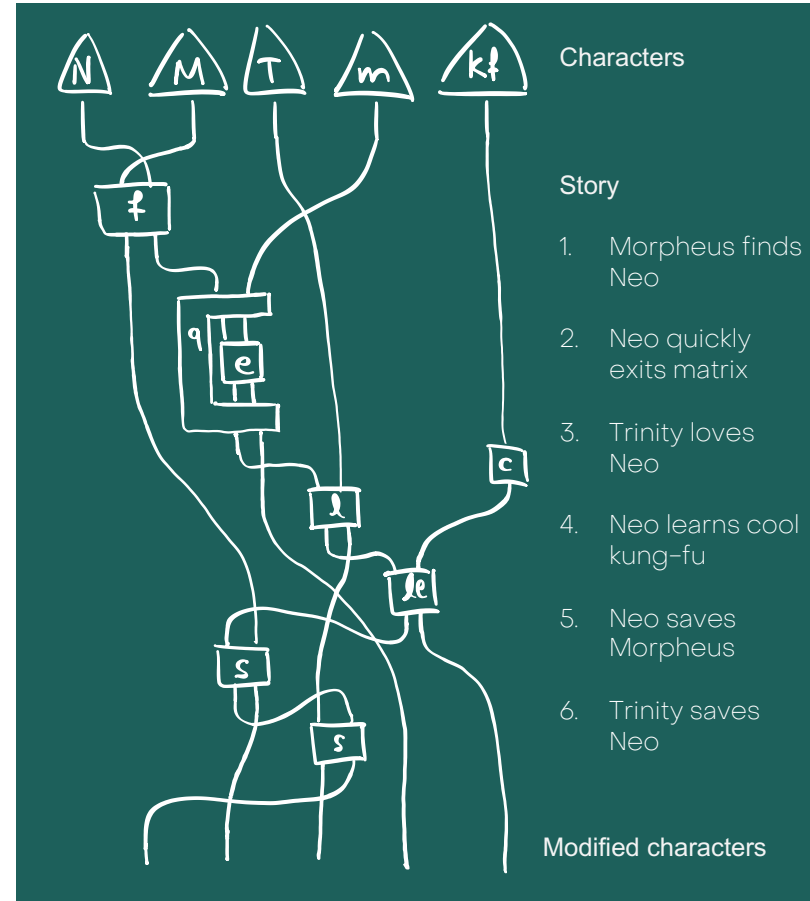 N M T m kf
Characters
f
Story
1. Morpheus finds
Neo
q
e
2. Neo quickly
exits matrix
3. Trinity loves
Neo
c
l
4. Neo learns cool
kung-fu
le
5. Neo saves
Morpheus
s
6. Trinity saves
Neo
s
Modified characters